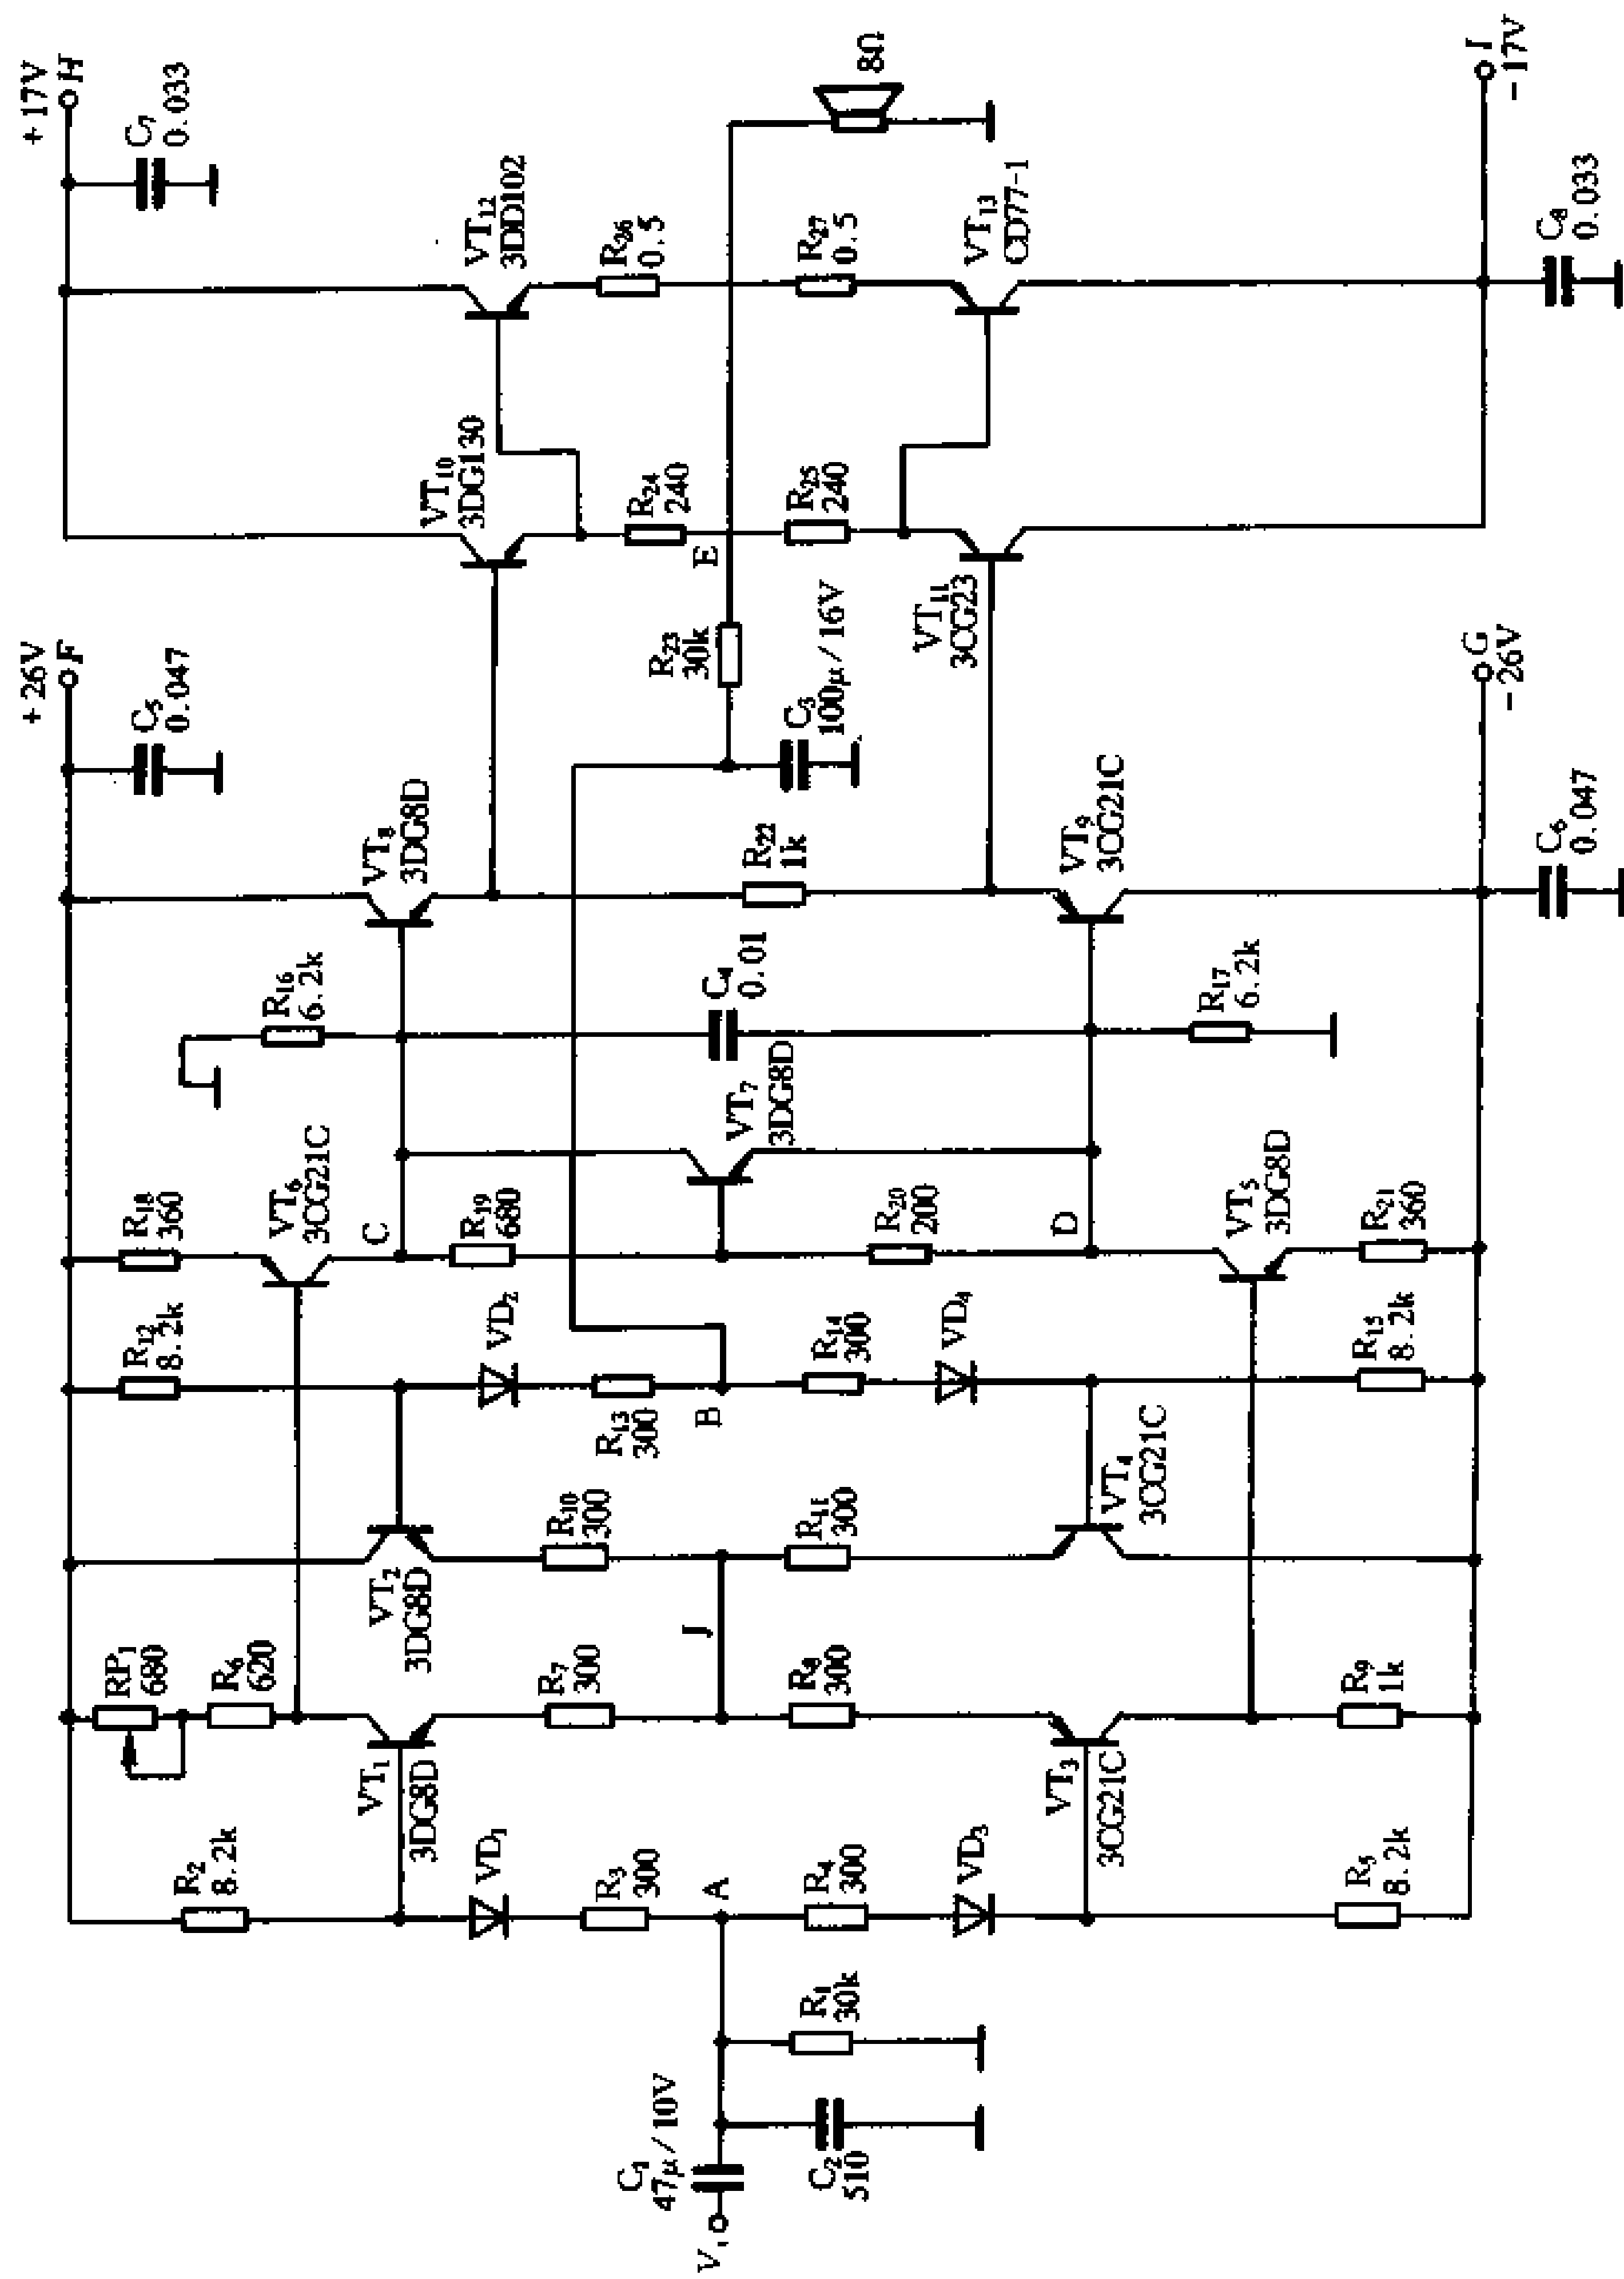 V₁
C₁
47μ/10V
C₂
510
R₁
30k
A
R₂
8.2k
VD₁
R₃
300
R₄
300
VD₃
R₅
8.2k
RP₁
680
R₆
620
VT₁
3DG8D
R₇
300
J
R₈
300
VT₃
3CG21C
R₉
1k
VT₂
3DG8D
R₁₀
300
R₁₁
300
VT₄
3CG21C
R₁₂
8.2k
VD₂
R₁₃
300
B
R₁₄
300
VD₄
R₁₅
8.2k
R₁₈
360
VT₆
3CG21C
C
R₁₉
680
R₂₀
200
D
VT₅
3DG8D
R₂₁
360
VT₇
3DG8D
R₁₆
6.2k
C₄
0.01
R₁₇
6.2k
VT₈
3DG8D
R₂₂
1k
VT₉
3CG21C
+26V
F
C₅
0.047
G
-26V
C₆
0.047
R₂₃
30k
C₃
100μ/16V
E
VT₁₀
3DG130
R₂₄
240
R₂₅
240
VT₁₁
3CG23
VT₁₂
3DD102
R₂₆
0.5
R₂₇
0.5
VT₁₃
CD77-1
+17V
H
C₇
0.033
8Ω
I
-17V
C₈
0.033